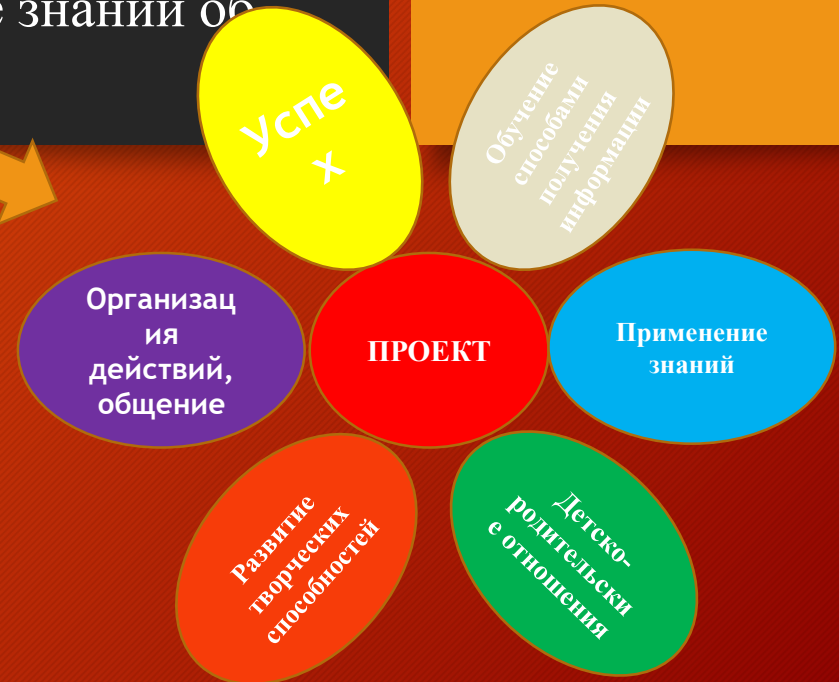 е знаний об
Успе
х
Обучение
способами
получения
информации
Организац
ия
действий,
общение
ПРОЕКТ
Применение
знаний
Развитие
творческих
способностей
Детско-
родительски
е отношения